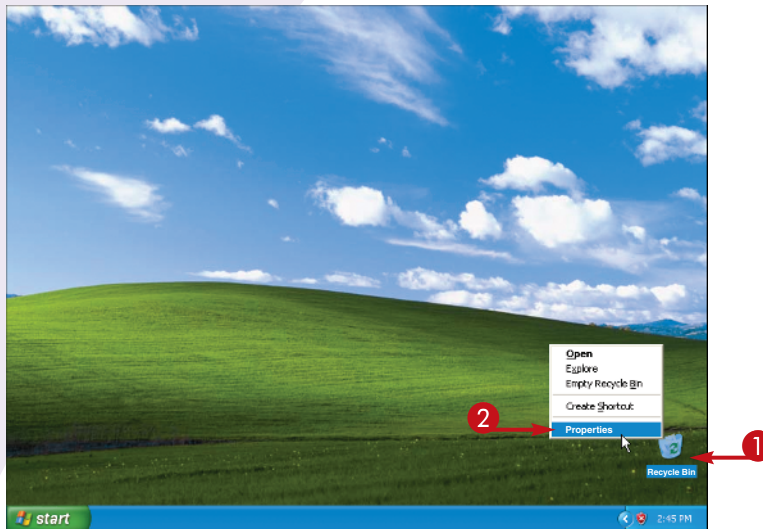 Open
Explore
Empty Recycle Bin
Create Shortcut
2
Properties
1
Recycle Bin
start
2:45 PM